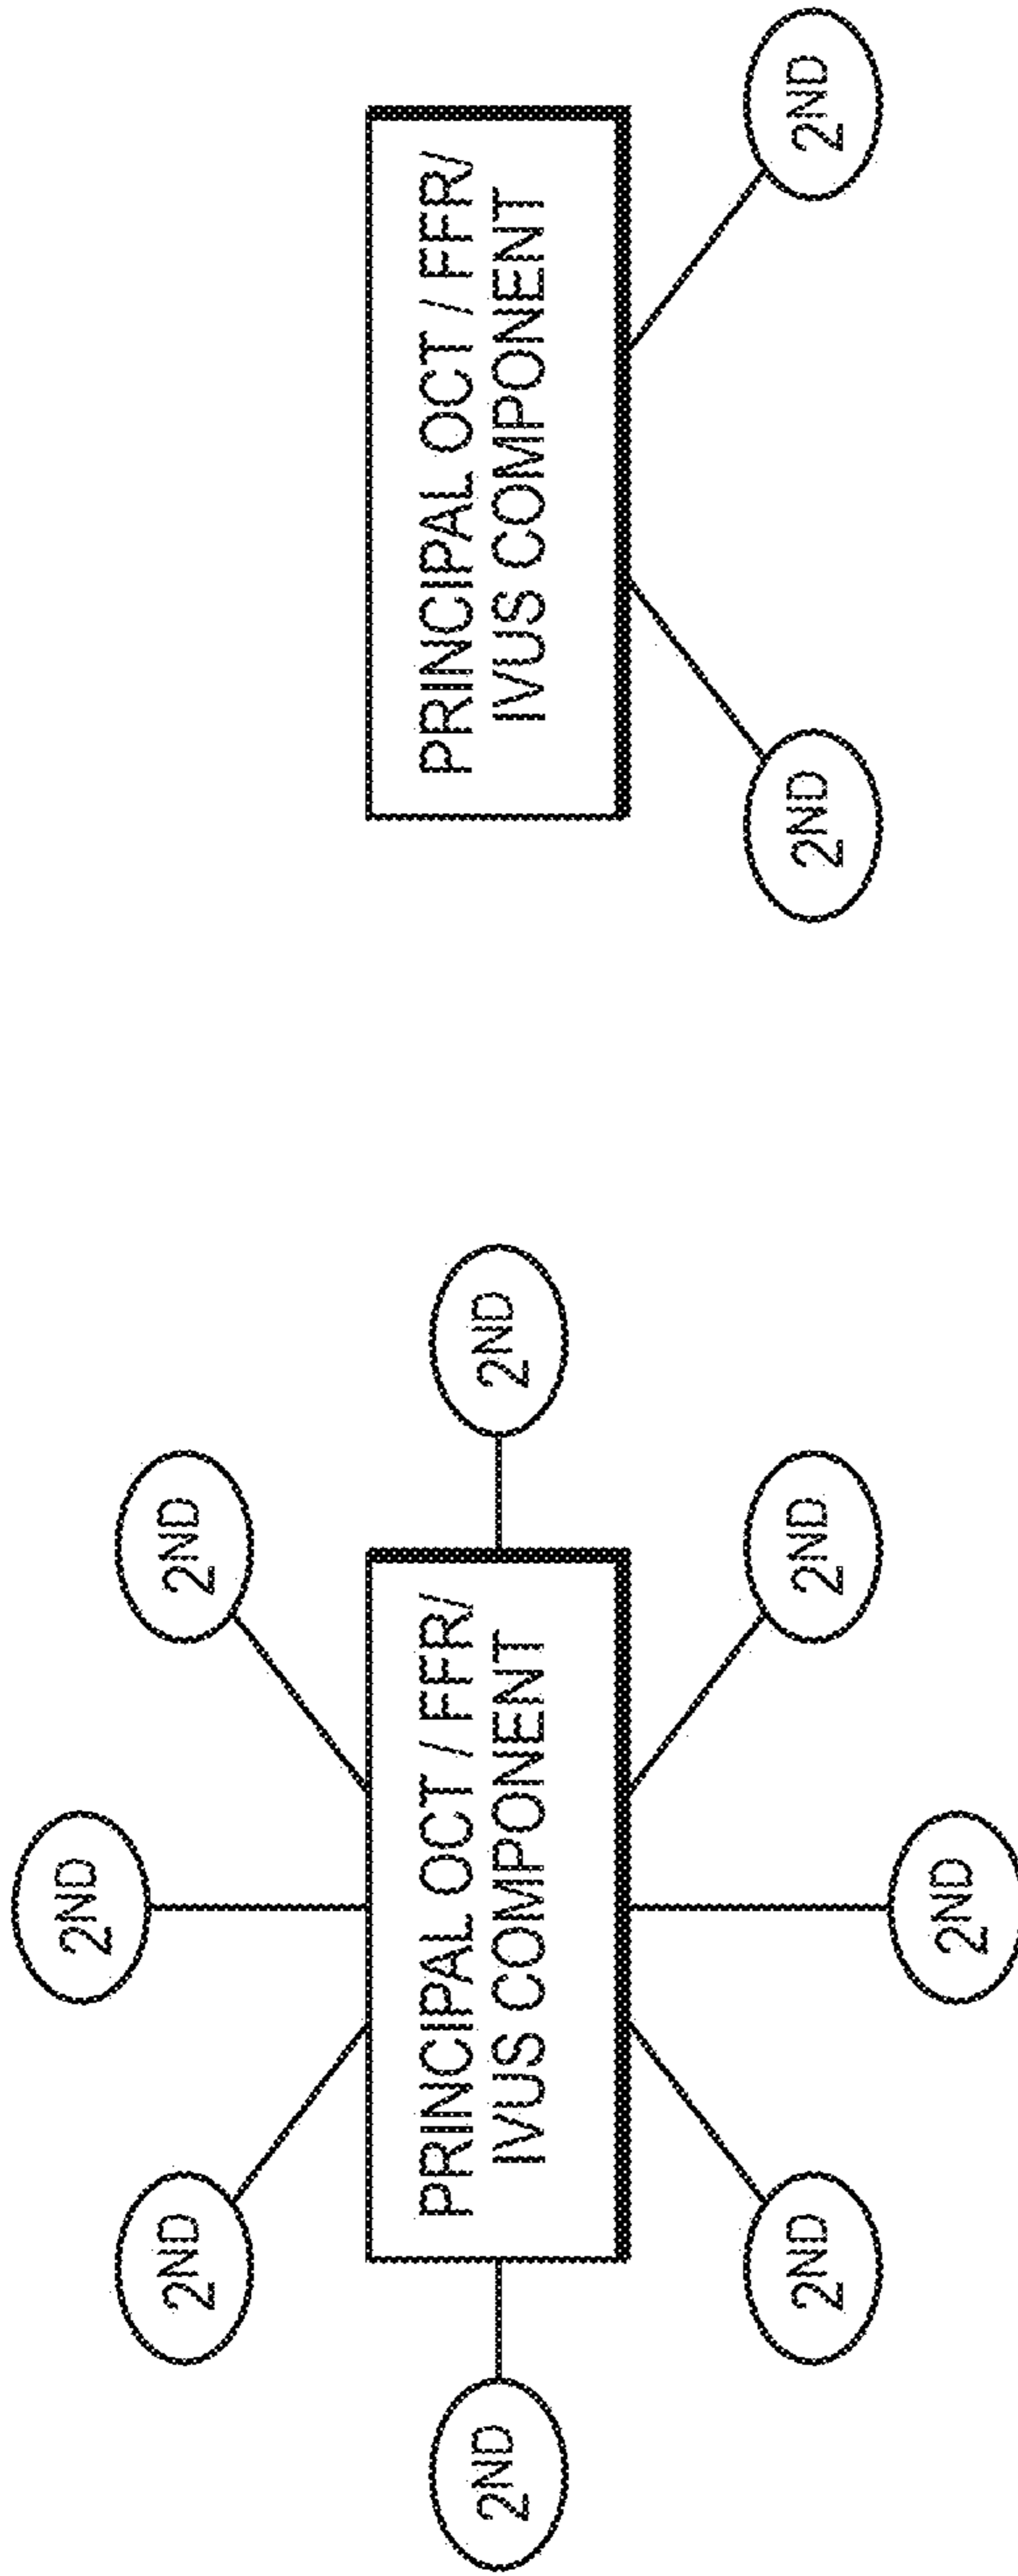 2ND
2ND
2ND
2ND
PRINCIPAL OCT / FFR/
IVUS COMPONENT
2ND
2ND
2ND
2ND
PRINCIPAL OCT / FFR/
IVUS COMPONENT
2ND
2ND